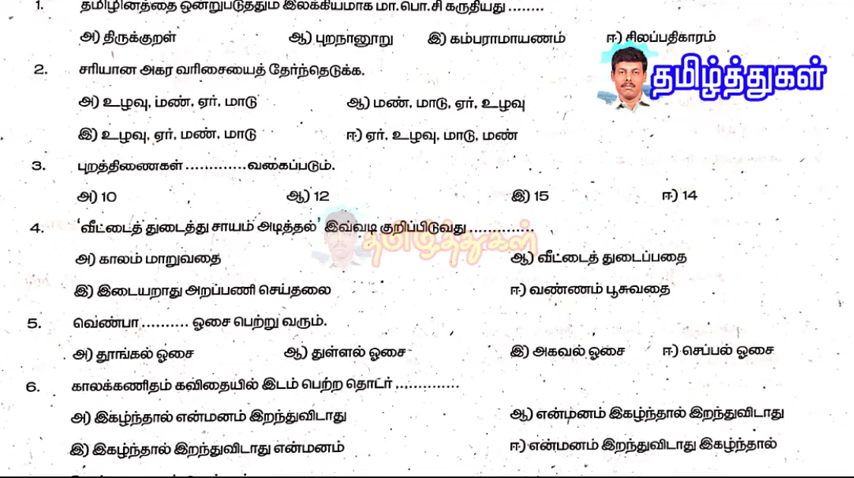 1. தமிழினத்தை ஒன்றுபடுத்தும் இலக்கியமாக மா.பொ.சி கருதியது ........
அ) திருக்குறள் ஆ) புறநானூறு இ) கம்பராமாயணம் ஈ) சிலப்பதிகாரம்
தமிழ்த்துகள்
2. சரியான அகர வரிசையைத் தேர்ந்தெடுக்க.
அ) உழவு, மண், ஏர், மாடு ஆ) மண், மாடு, ஏர், உழவு
இ) உழவு, ஏர், மண், மாடு ஈ) ஏர், உழவு, மாடு, மண்
3. புறத்திணைகள் ............. வகைப்படும்.
அ) 10 ஆ) 12 இ) 15 ஈ) 14
4. 'வீட்டைத் துடைத்து சாயம் அடித்தல்' இவ்வடி குறிப்பிடுவது ..............
தமிழ்த்துகள்
அ) காலம் மாறுவதை ஆ) வீட்டைத் துடைப்பதை
இ) இடையறாது அறப்பணி செய்தலை ஈ) வண்ணம் பூசுவதை
5. வெண்பா .......... ஓசை பெற்று வரும்.
அ) தூங்கல் ஓசை ஆ) துள்ளல் ஓசை இ) அகவல் ஓசை ஈ) செப்பல் ஓசை
6. காலக்கணிதம் கவிதையில் இடம் பெற்ற தொடர் ..............
அ) இகழ்ந்தால் என்மனம் இறந்துவிடாது ஆ) என்மனம் இகழ்ந்தால் இறந்துவிடாது
இ) இகழ்ந்தால் இறந்துவிடாது என்மனம் ஈ) என்மனம் இறந்துவிடாது இகழ்ந்தால்